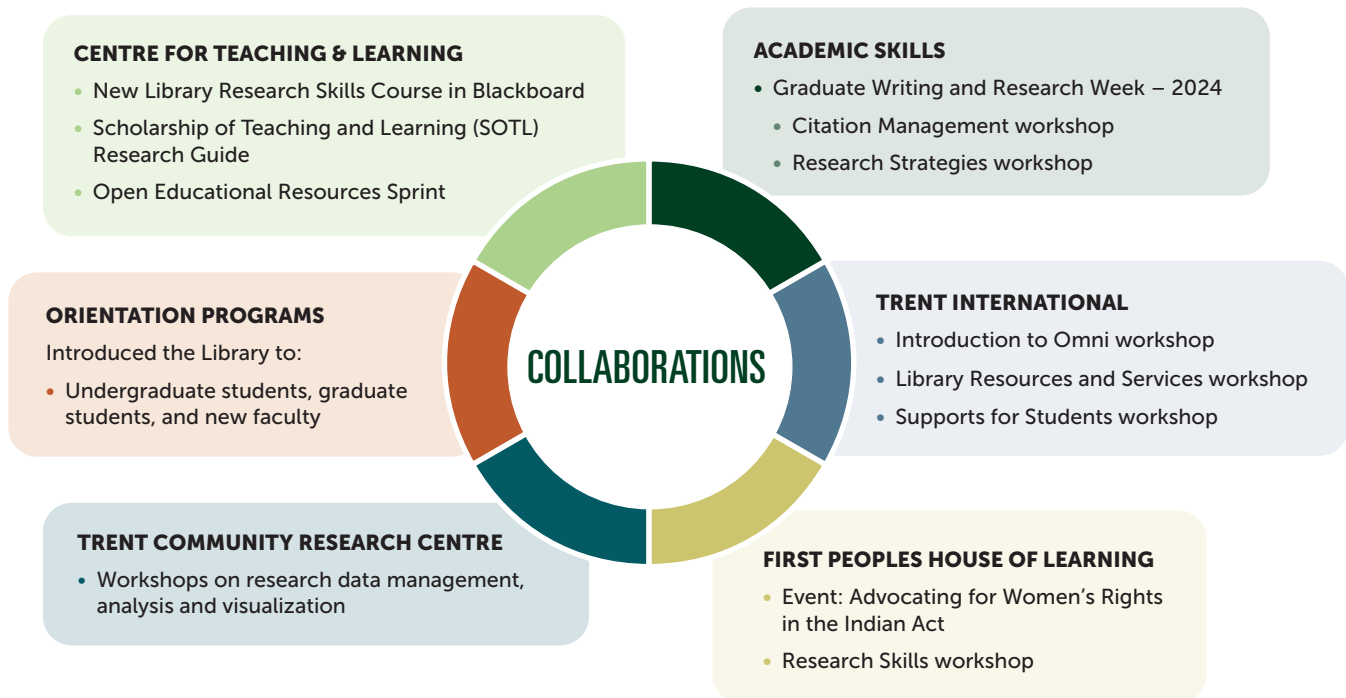 CENTRE FOR TEACHING & LEARNING
• New Library Research Skills Course in Blackboard
• Scholarship of Teaching and Learning (SOTL)
Research Guide
• Open Educational Resources Sprint
ACADEMIC SKILLS
• Graduate Writing and Research Week – 2024
• Citation Management workshop
• Research Strategies workshop
ORIENTATION PROGRAMS
Introduced the Library to:
• Undergraduate students, graduate
students, and new faculty
COLLABORATIONS
TRENT INTERNATIONAL
• Introduction to Omni workshop
• Library Resources and Services workshop
• Supports for Students workshop
TRENT COMMUNITY RESEARCH CENTRE
• Workshops on research data management,
analysis and visualization
FIRST PEOPLES HOUSE OF LEARNING
• Event: Advocating for Women’s Rights
in the Indian Act
• Research Skills workshop